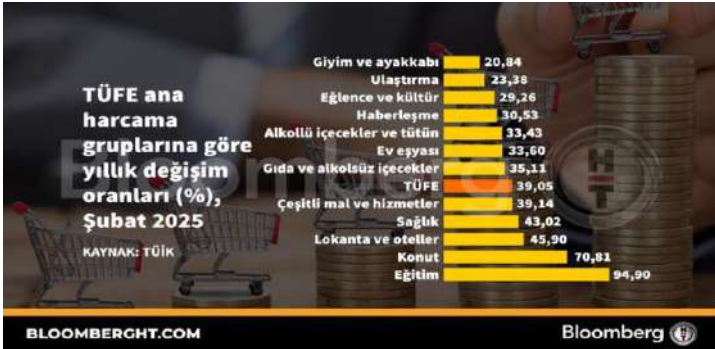 TÜFE ana
harcama
gruplarına göre
yıllık değişim
oranları (%),
Şubat 2025
KAYNAK: TÜİK
Giyim ve ayakkabı 20,84
Ulaştırma 23,38
Eğlence ve kültür 29,26
Haberleşme 30,53
Alkollü içecekler ve tütün 33,43
Ev eşyası 33,60
Gıda ve alkolsüz içecekler 35,11
TÜFE 39,05
Çeşitli mal ve hizmetler 39,14
Sağlık 43,02
Lokanta ve oteller 45,90
Konut 70,81
Eğitim 94,90
Bloomberg HT
BLOOMBERGHT.COM
Bloomberg HT